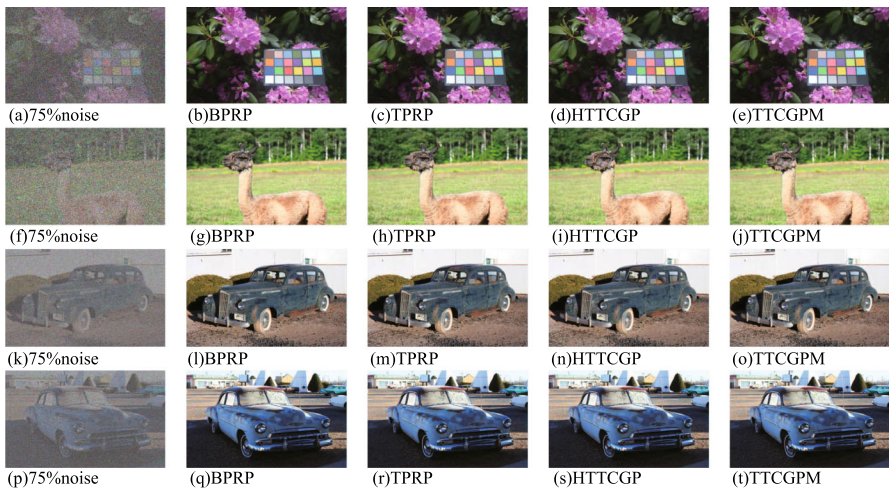 (a)75%noise (b)BPRP (c)TPRP (d)HTTCGP (e)TTCGPM
(f)75%noise (g)BPRP (h)TPRP (i)HTTCGP (j)TTCGPM
(k)75%noise (l)BPRP (m)TPRP (n)HTTCGP (o)TTCGPM
(p)75%noise (q)BPRP (r)TPRP (s)HTTCGP (t)TTCGPM